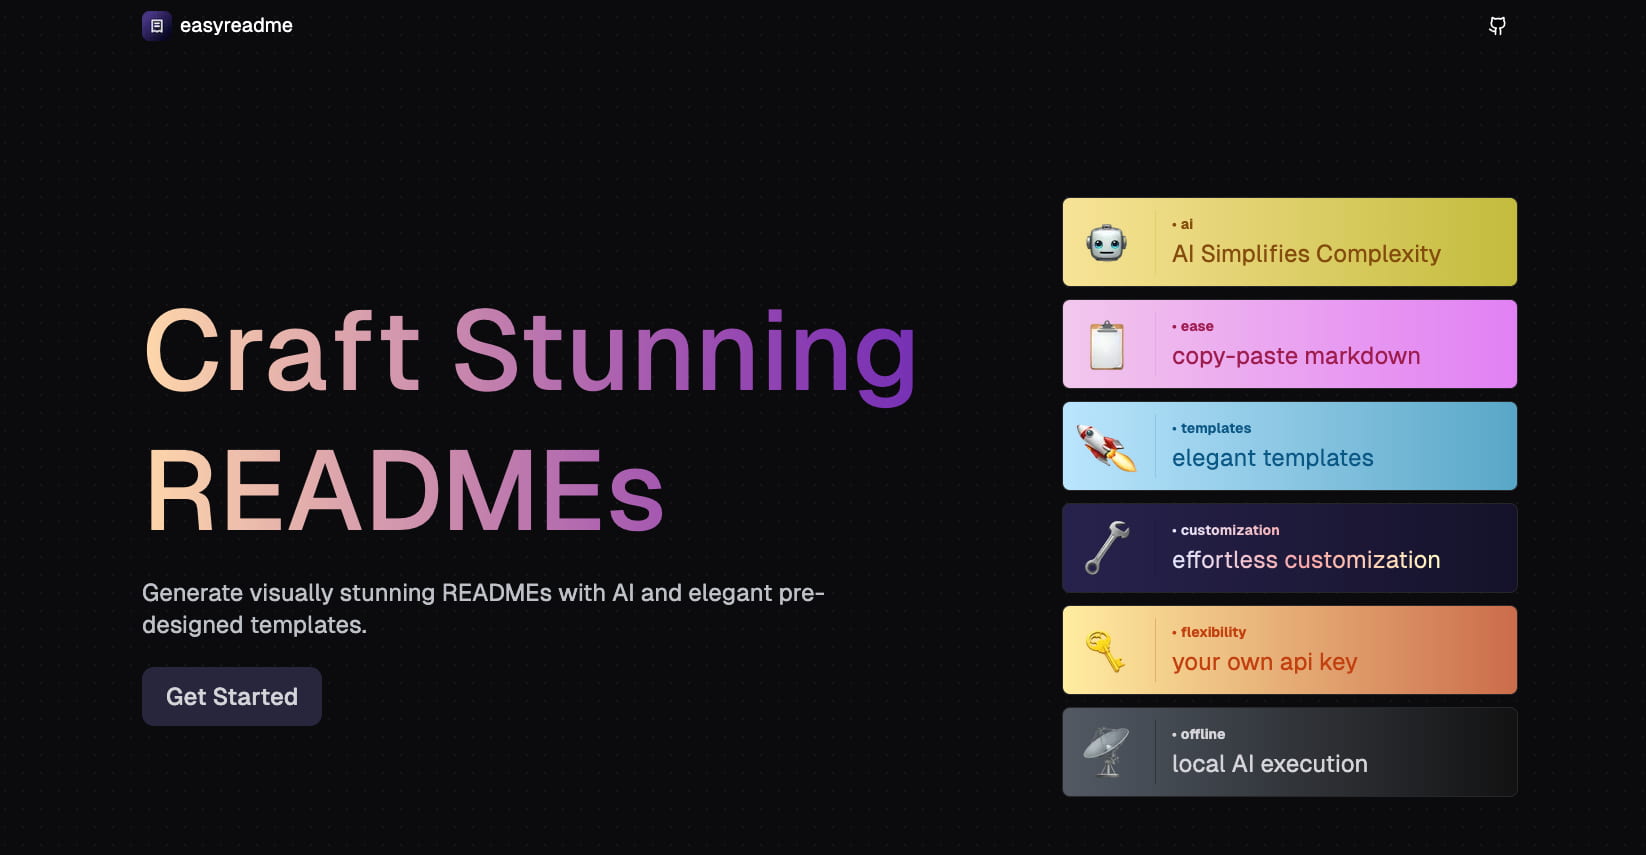 easyreadme
Craft Stunning
READMEs
Generate visually stunning READMEs with AI and elegant pre-
designed templates.
Get Started
• ai
AI Simplifies Complexity
• ease
copy-paste markdown
• templates
elegant templates
• customization
effortless customization
• flexibility
your own api key
• offline
local AI execution